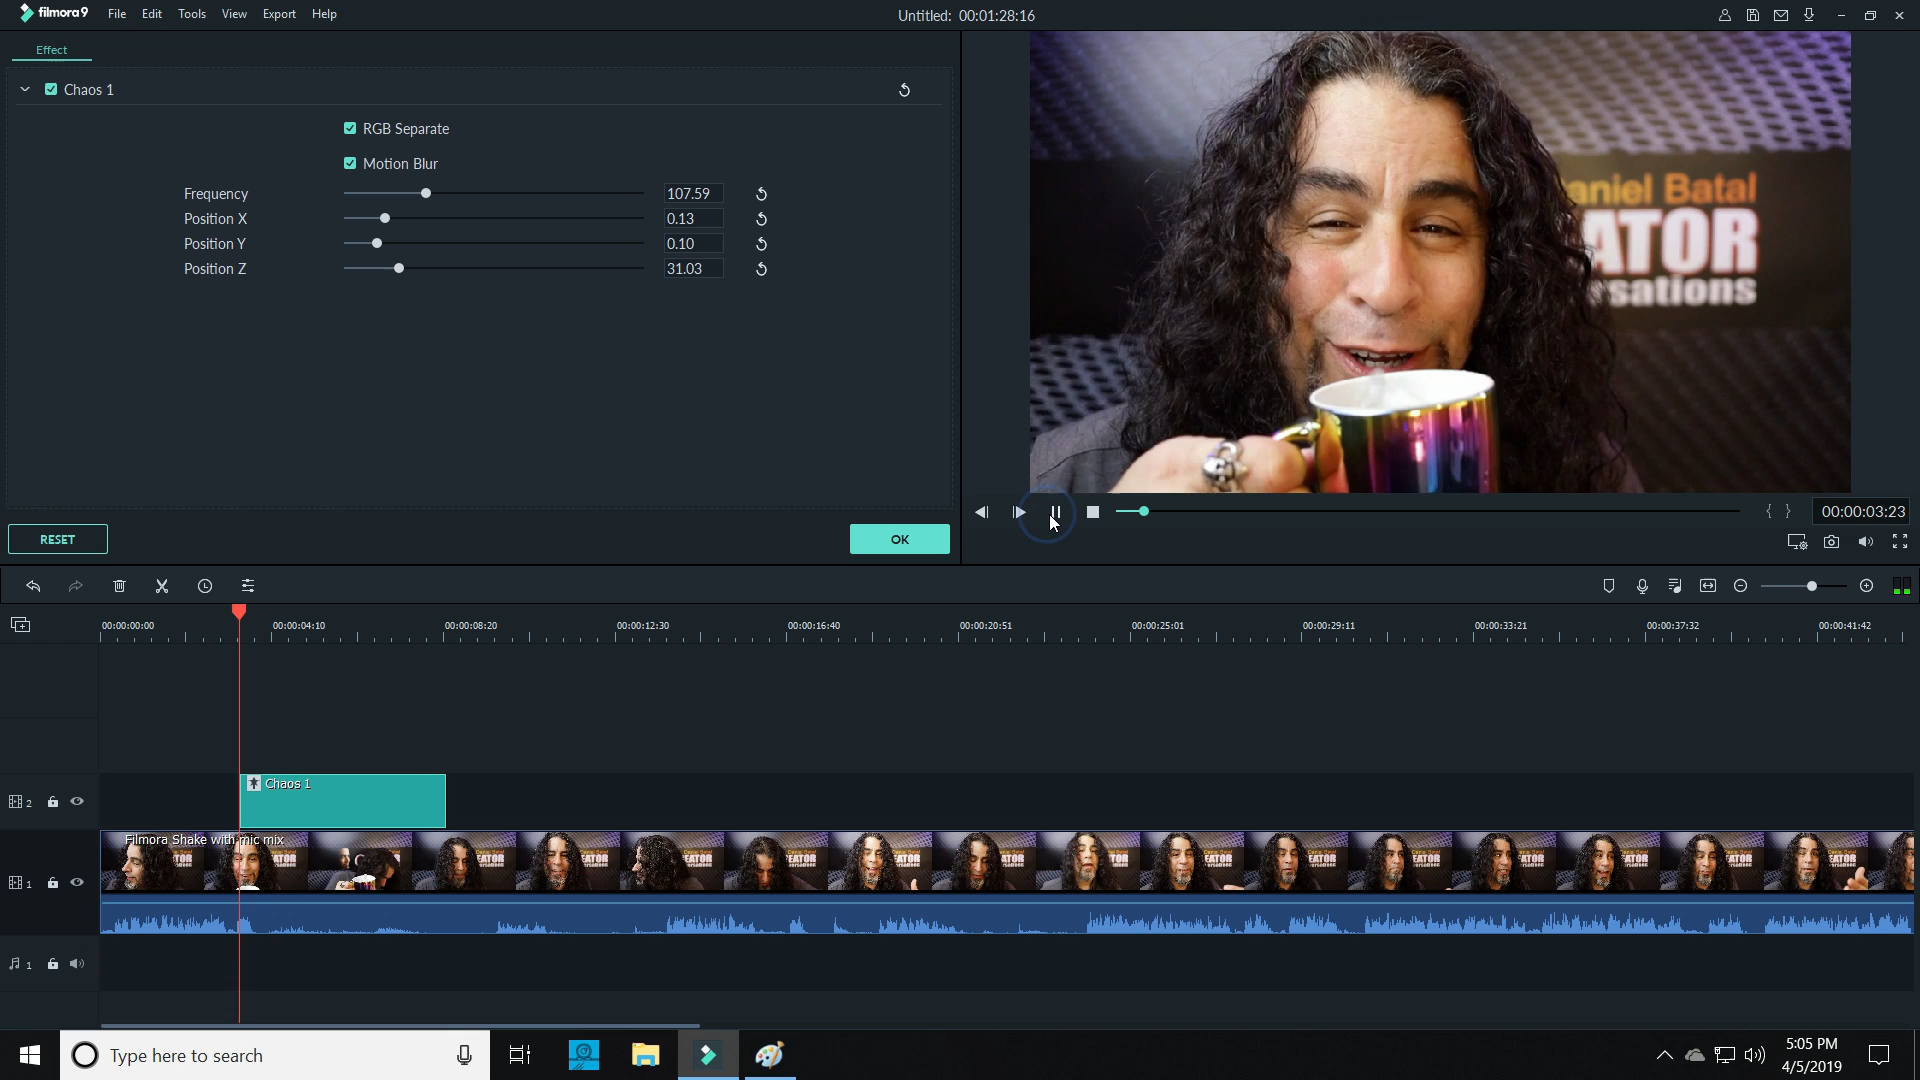 filmora9 File Edit Tools View Export Help
Untitled: 00:01:28:16
Effect
Chaos 1
RGB Separate
Motion Blur
Frequency 107.59
Position X 0.13
Position Y 0.10
Position Z 31.03
RESET
OK
aniel Batal
ATOR
sations
{ }
00:00:03:23
00:00:00:00 00:00:04:10 00:00:08:20 00:00:12:30 00:00:16:40 00:00:20:51 00:00:25:01 00:00:29:11 00:00:33:21 00:00:37:32 00:00:41:42
2
Chaos 1
Filmora Shake with mic mix
1
1
Type here to search
5:05 PM
4/5/2019